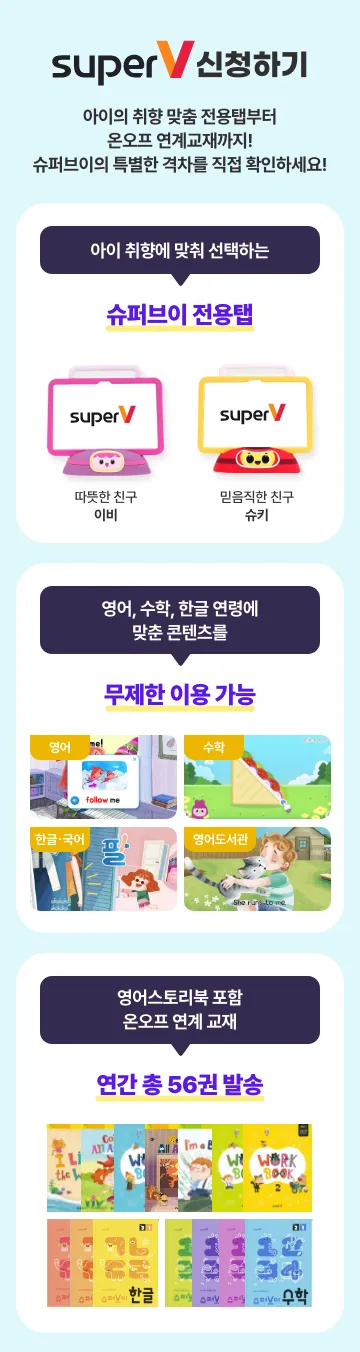 superV 신청하기
아이의 취향 맞춤 전용탭부터
온오프 연계교재까지!
슈퍼브이의 특별한 격차를 직접 확인하세요!
아이 취향에 맞춰 선택하는
슈퍼브이 전용탭
superV
superV
따뜻한 친구
이비
믿음직한 친구
슈키
영어, 수학, 한글 연령에
맞춘 콘텐츠를
무제한 이용 가능
영어
me!
follow me
수학
한글·국어
팔
영어도서관
She runs to me.
영어스토리북 포함
온오프 연계 교재
연간 총 56권 발송
WORK
BOOK
2
한글
수학